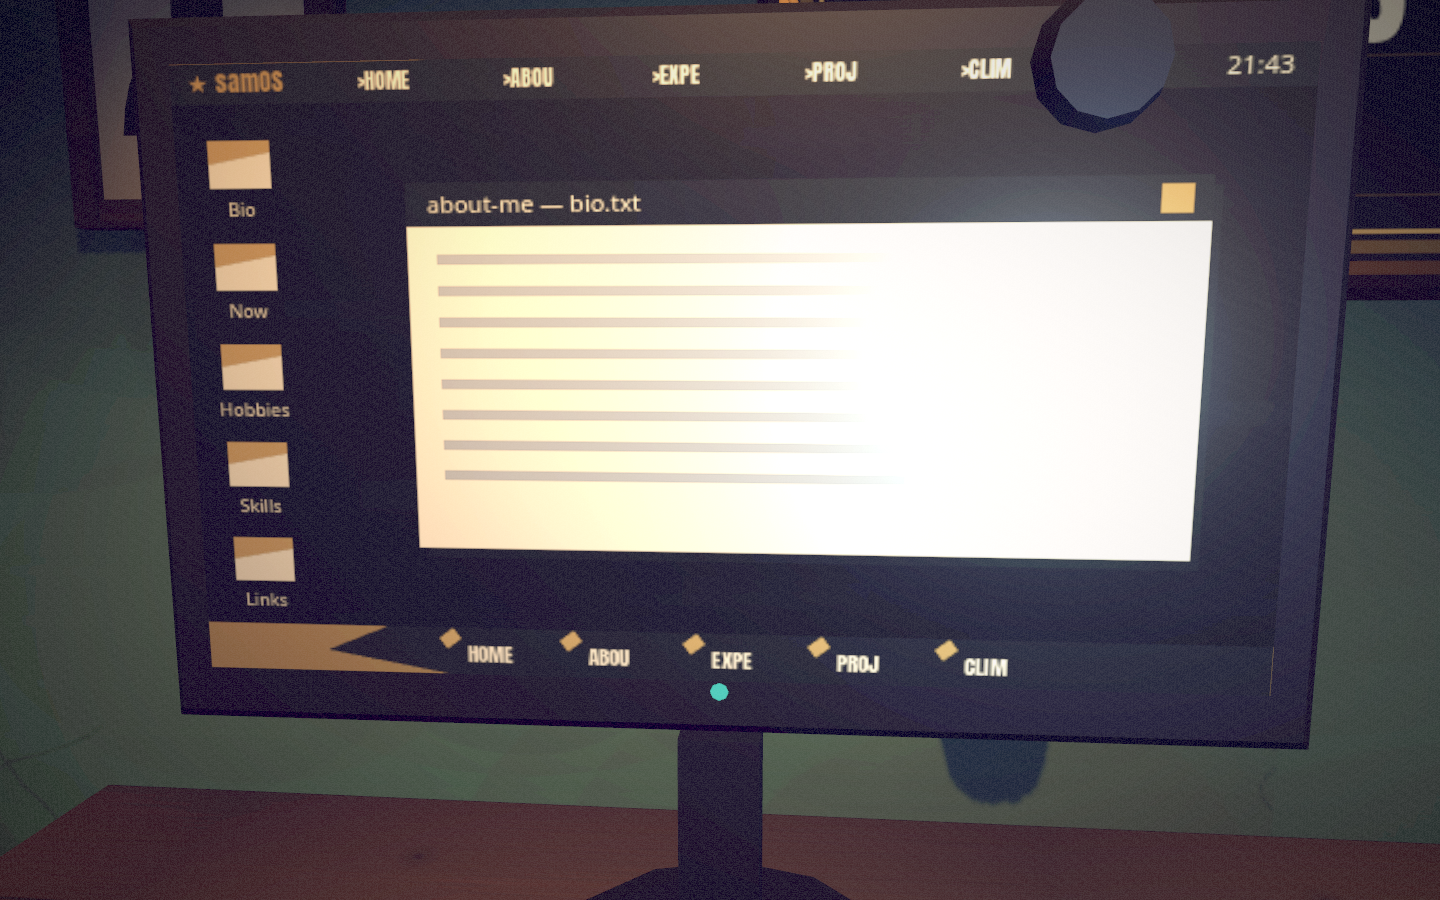 ★ samOS >HOME >ABOU >EXPE >PROJ >CLIM 21:43
about-me — bio.txt
Bio
Now
Hobbies
Skills
Links
HOME ABOU EXPE PROJ CLIM